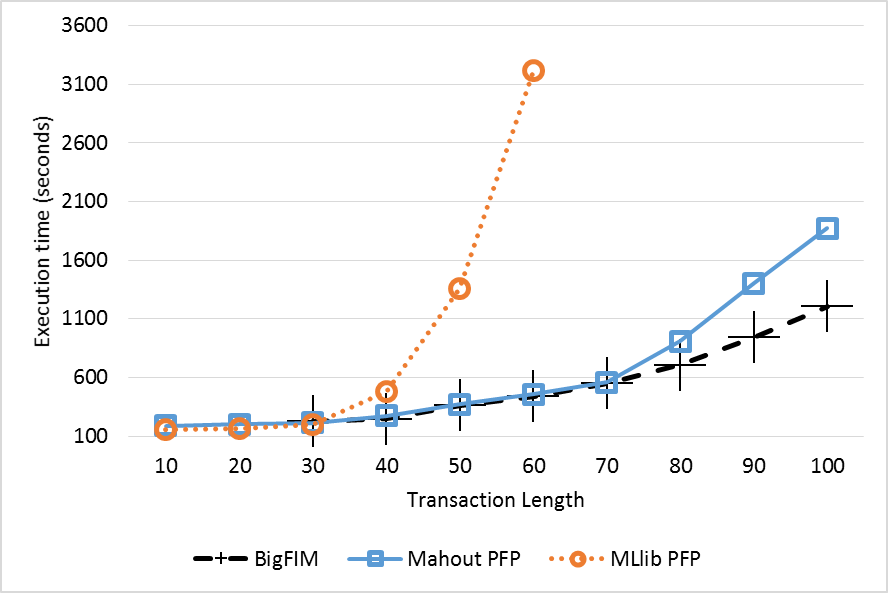 3600
3100
2600
2100
1600
1100
600
100
Execution time (seconds)
10 20 30 40 50 60 70 80 90 100
Transaction Length
BigFIM Mahout PFP MLlib PFP